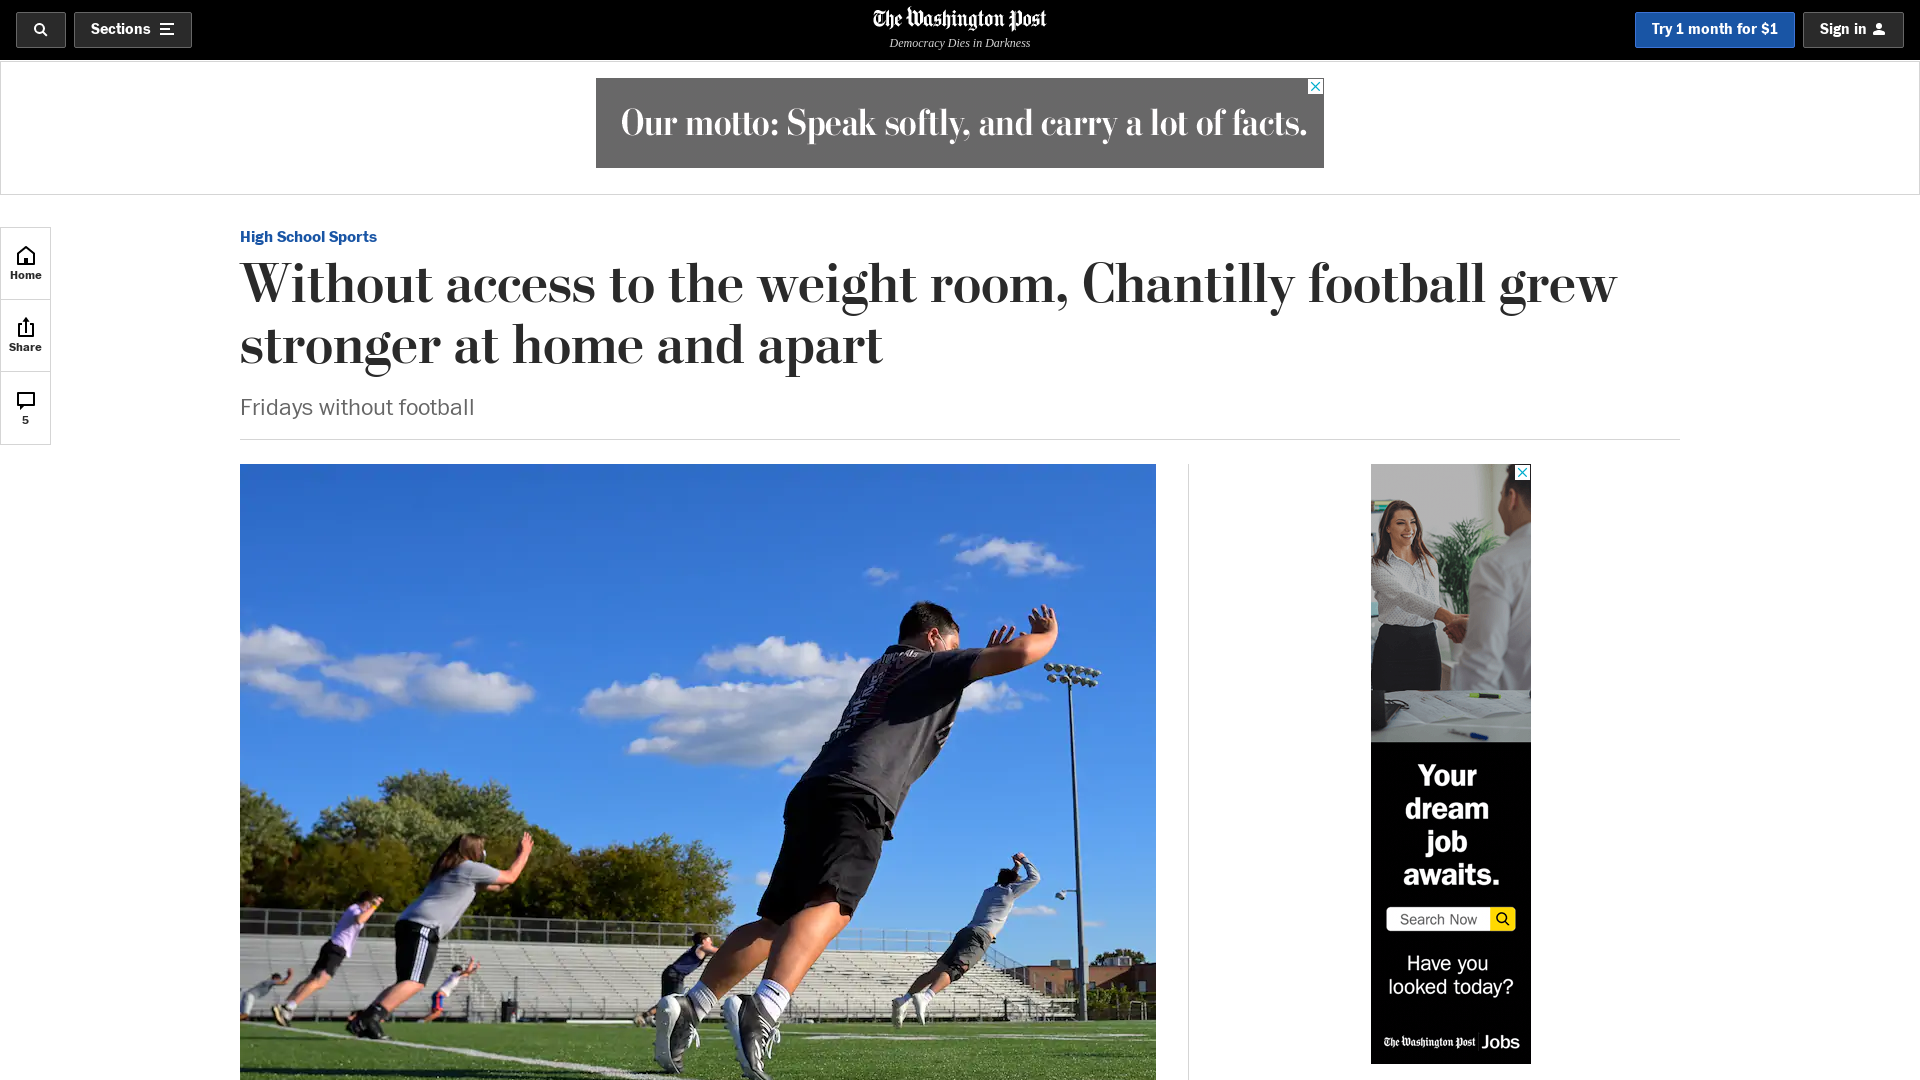 Sections
The Washington Post
Democracy Dies in Darkness
Try 1 month for $1
Sign in
Our motto: Speak softly, and carry a lot of facts.
Home
Share
5
High School Sports
Without access to the weight room, Chantilly football grew
stronger at home and apart
Fridays without football
Your
dream
job
awaits.
Search Now
Have you
looked today?
The Washington Post Jobs